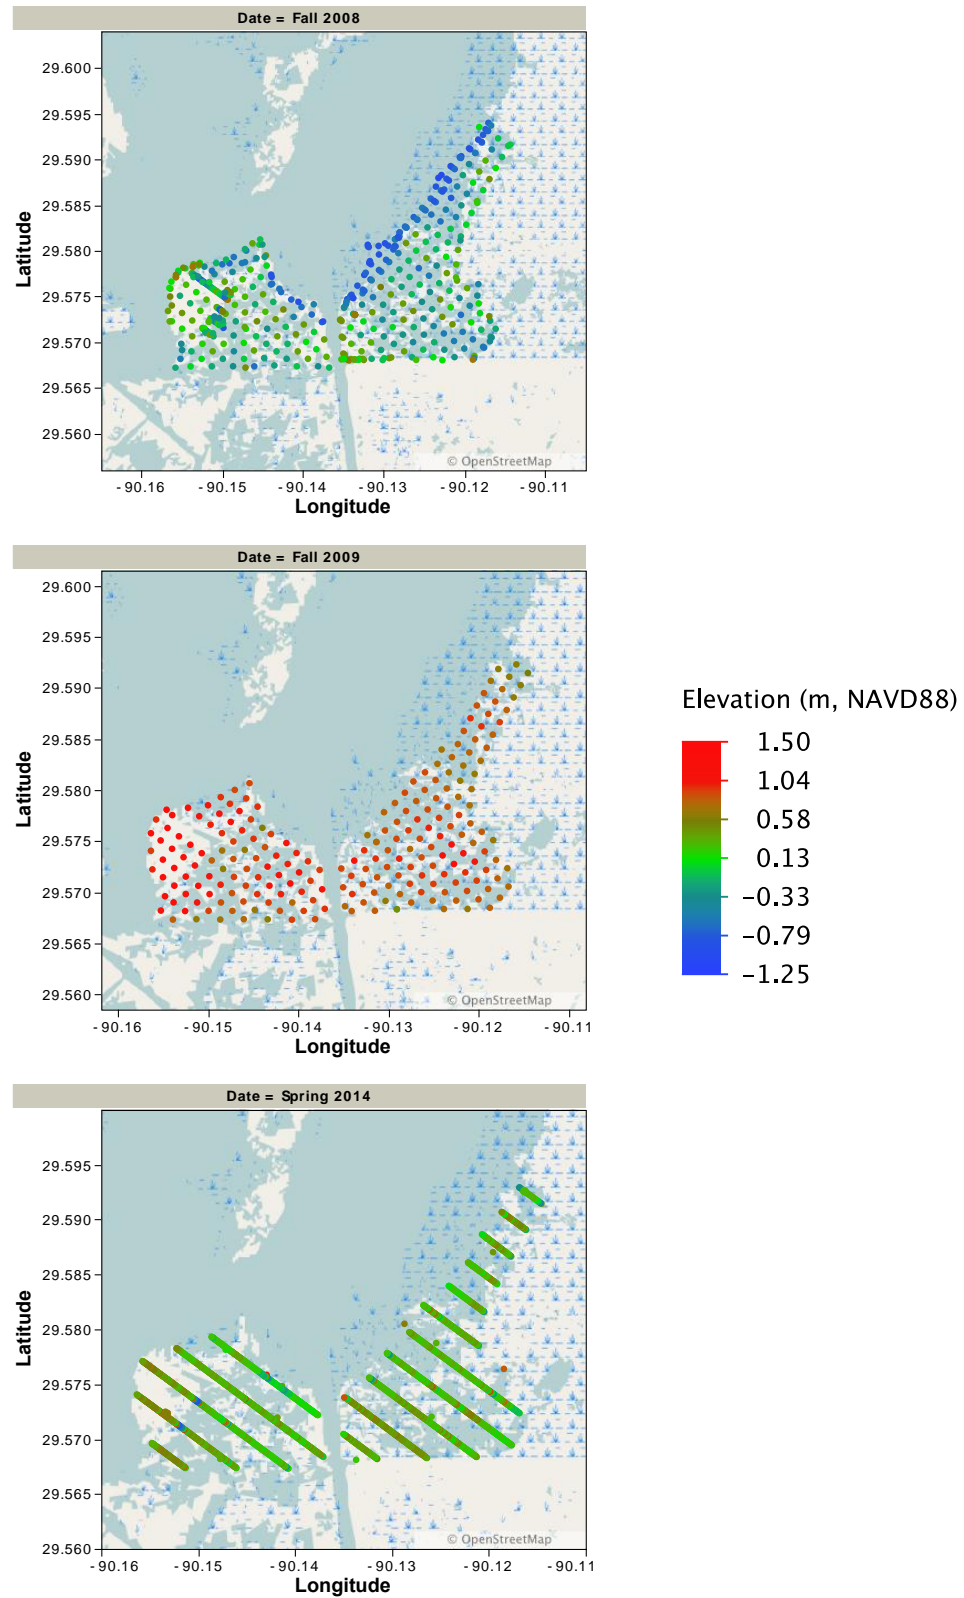 Date = Fall 2008
Latitude
29.600
29.595
29.590
29.585
29.580
29.575
29.570
29.565
29.560
© OpenStreetMap
-90.16 -90.15 -90.14 -90.13 -90.12 -90.11
Longitude
Date = Fall 2009
Latitude
29.600
29.595
29.590
29.585
29.580
29.575
29.570
29.565
29.560
© OpenStreetMap
-90.16 -90.15 -90.14 -90.13 -90.12 -90.11
Longitude
Elevation (m, NAVD88)
1.50
1.04
0.58
0.13
-0.33
-0.79
-1.25
Date = Spring 2014
Latitude
29.595
29.590
29.585
29.580
29.575
29.570
29.565
29.560
© OpenStreetMap
-90.16 -90.15 -90.14 -90.13 -90.12 -90.11
Longitude